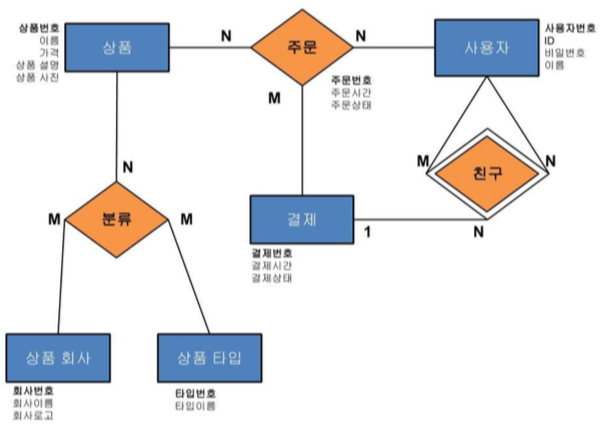 상품번호
이름
가격
상품 설명
상품 사진
상품
N
주문
N
사용자
사용자번호
ID
비밀번호
이름
M
주문번호
주문시간
주문상태
N
M
친구
N
M
분류
M
결제
1
N
결제번호
결제시간
결제상태
상품 회사
상품 타입
회사번호
회사이름
회사로고
타입번호
타입이름